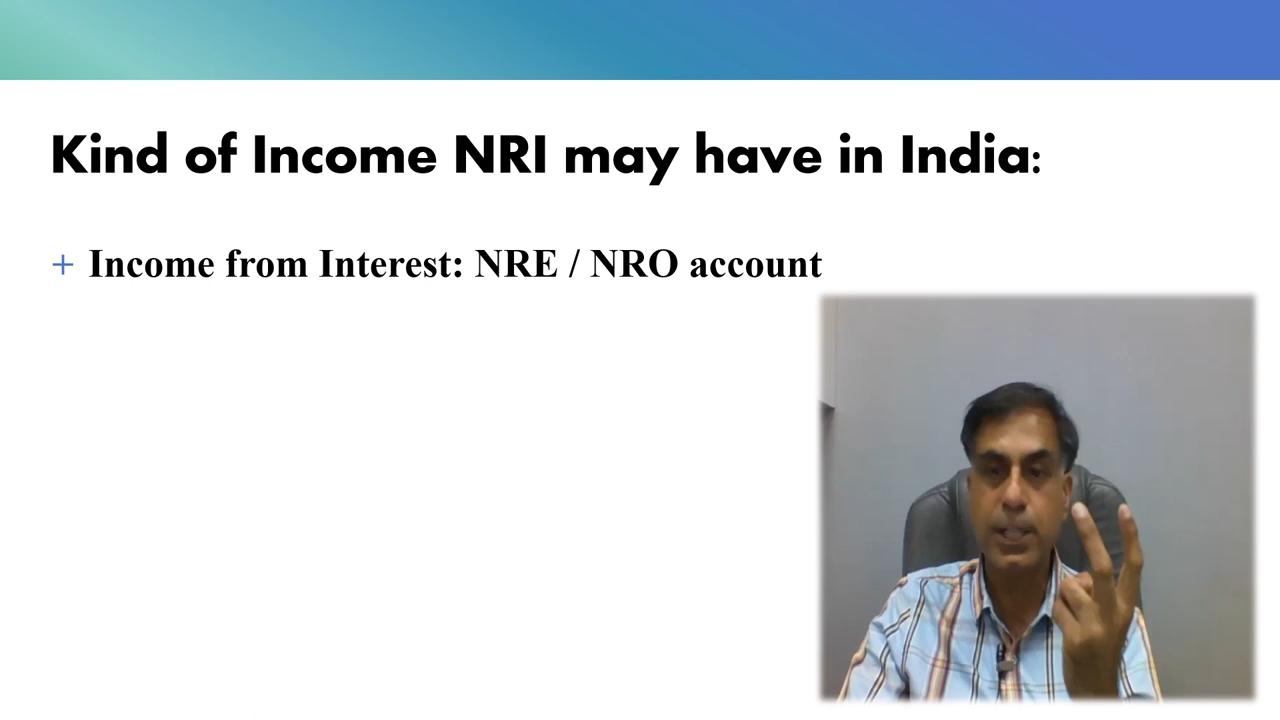 Kind of Income NRI may have in India:
+ Income from Interest: NRE / NRO account